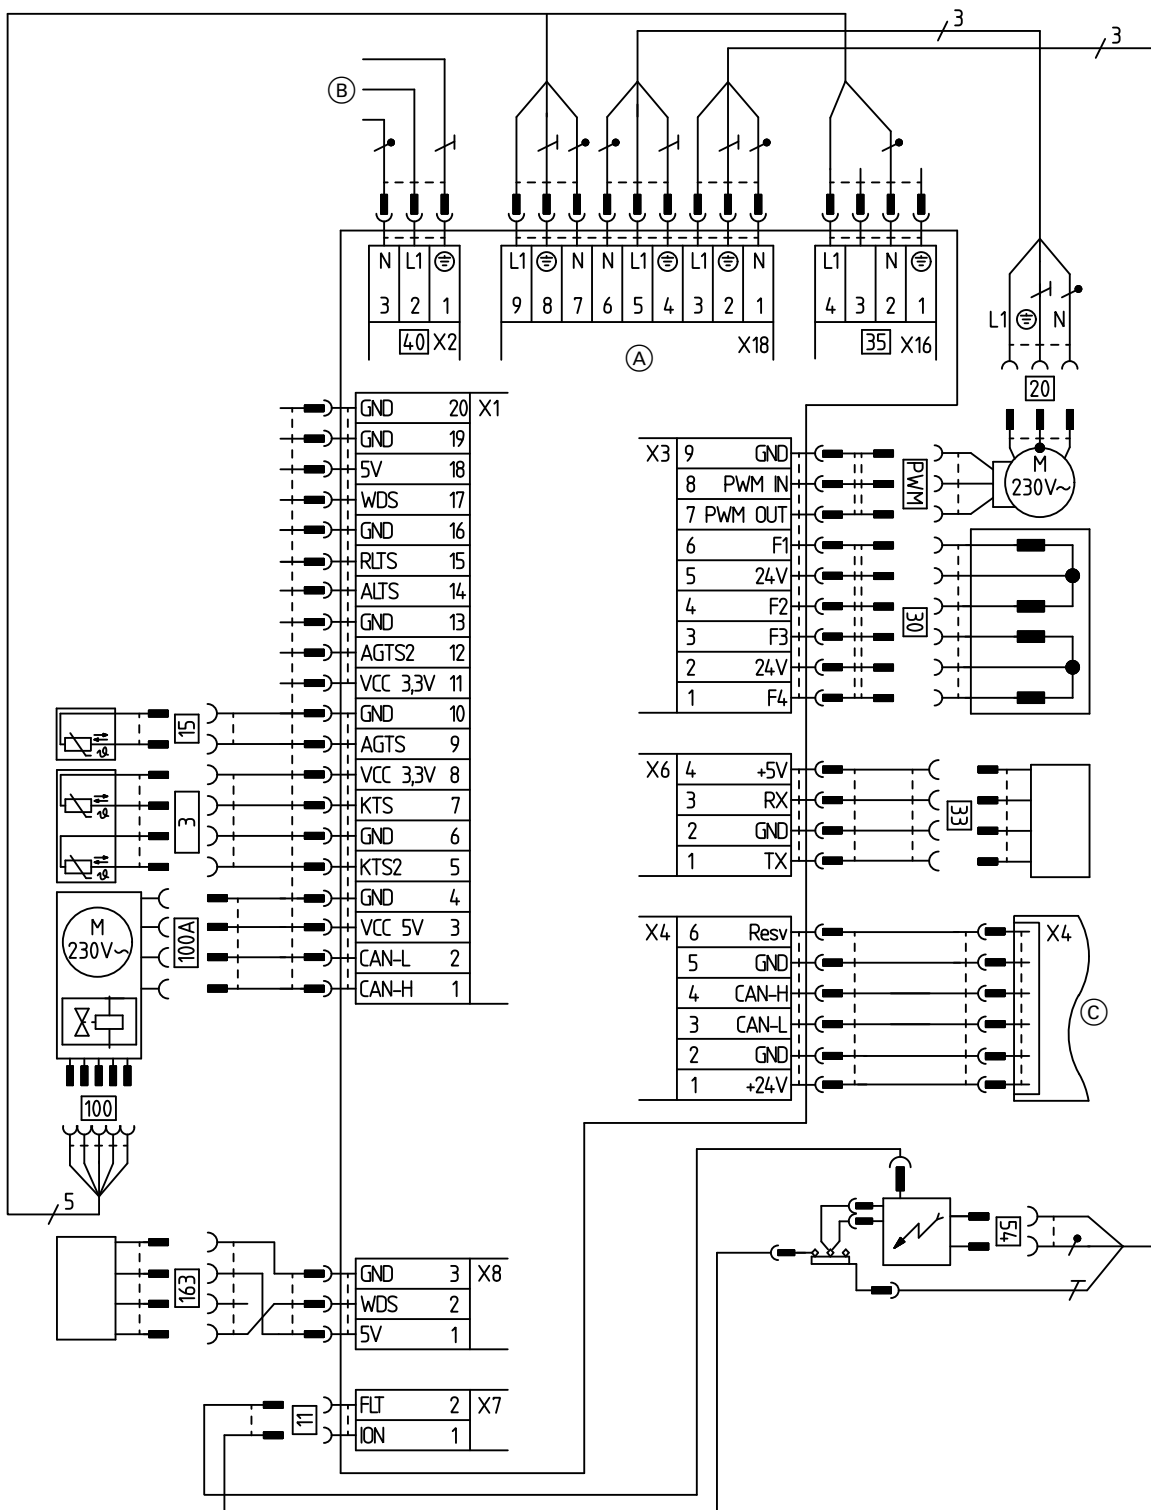 3
3
B
N L1
3 2 1
40 X2
L1 N N L1 L1 N
9 8 7 6 5 4 3 2 1
X18
A
L1 N
4 3 2 1
35 X16
L1 N
20
M
230V~
GND 20 X1
GND 19
5V 18
WDS 17
GND 16
RLTS 15
ALTS 14
GND 13
AGTS2 12
VCC 3,3V 11
GND 10
AGTS 9
VCC 3,3V 8
KTS 7
GND 6
KTS2 5
GND 4
VCC 5V 3
CAN-L 2
CAN-H 1
15
ϑ
3
ϑ
ϑ
M
230V~
100A
100
5
X3 9 GND
8 PWM IN
7 PWM OUT
6 F1
5 24V
4 F2
3 F3
2 24V
1 F4
PWM
30
X6 4 +5V
3 RX
2 GND
1 TX
33
X4 6 Resv
5 GND
4 CAN-H
3 CAN-L
2 GND
1 +24V
X4
C
54
163
GND 3 X8
WDS 2
5V 1
11
FLT 2 X7
ION 1